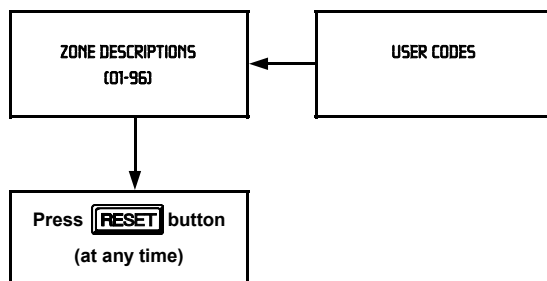 ZONE DESCRIPTIONS
(01-96)
USER CODES
Press RESET button
(at any time)